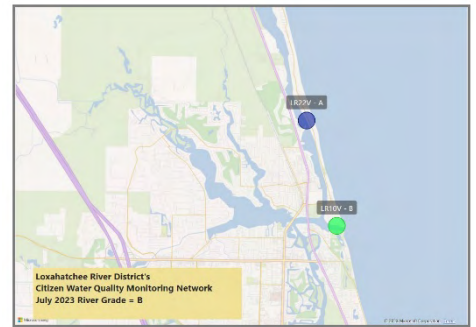 LR22V - A
LR10V - B
Loxahatchee River District's
Citizen Water Quality Monitoring Network
July 2023 River Grade = B